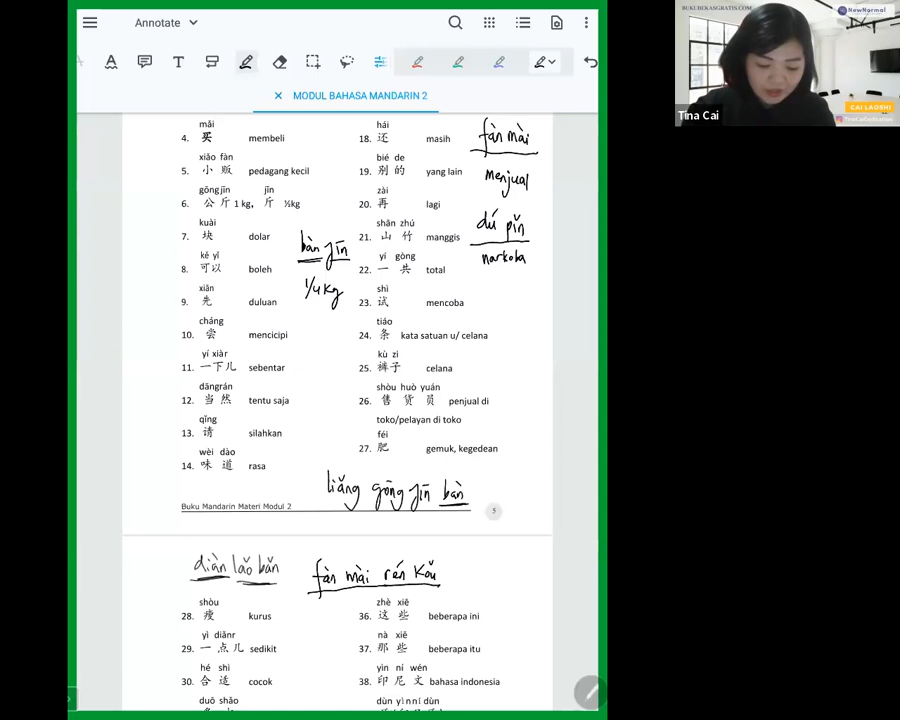 Annotate
BUKUBEKASGRATIS.COM
NewNormal
MODUL BAHASA MANDARIN 2
CAI LAOSHI
Tina Cai
mǎi
4. 买 membeli
xiǎo fàn
5. 小 贩 pedagang kecil
gōngjīn jīn
6. 公 斤 1 kg, 斤 ½kg
kuài
7. 块 dolar
kě yǐ
8. 可以 boleh
xiān
9. 先 duluan
cháng
10. 尝 mencicipi
yí xiàr
11. 一下儿 sebentar
dāngrán
12. 当 然 tentu saja
qǐng
13. 请 silahkan
wèi dào
14. 味 道 rasa
bàn jīn
1/4 kg
hái
18. 还 masih
bié de
19. 别 的 yang lain
zài
20. 再 lagi
shān zhú
21. 山 竹 manggis
yí gòng
22. 一 共 total
shì
23. 试 mencoba
tiáo
24. 条 kata satuan u/ celana
kù zi
25. 裤子 celana
shòu huò yuán
26. 售 货 员 penjual di
toko/pelayan di toko
féi
27. 肥 gemuk, kegedean
fàn mài
menjual
dú pǐn
narkoba
liǎng gōng jīn bàn
Buku Mandarin Materi Modul 2
5
diàn lǎo bǎn
fàn mài rén kǒu
shòu
28. 瘦 kurus
yì diǎnr
29. 一 点 儿 sedikit
hé shì
30. 合 适 cocok
duō shǎo
zhè xiē
36. 这 些 beberapa ini
nà xiē
37. 那 些 beberapa itu
yìn ní wén
38. 印 尼 文 bahasa indonesia
dùn yìnní dùn